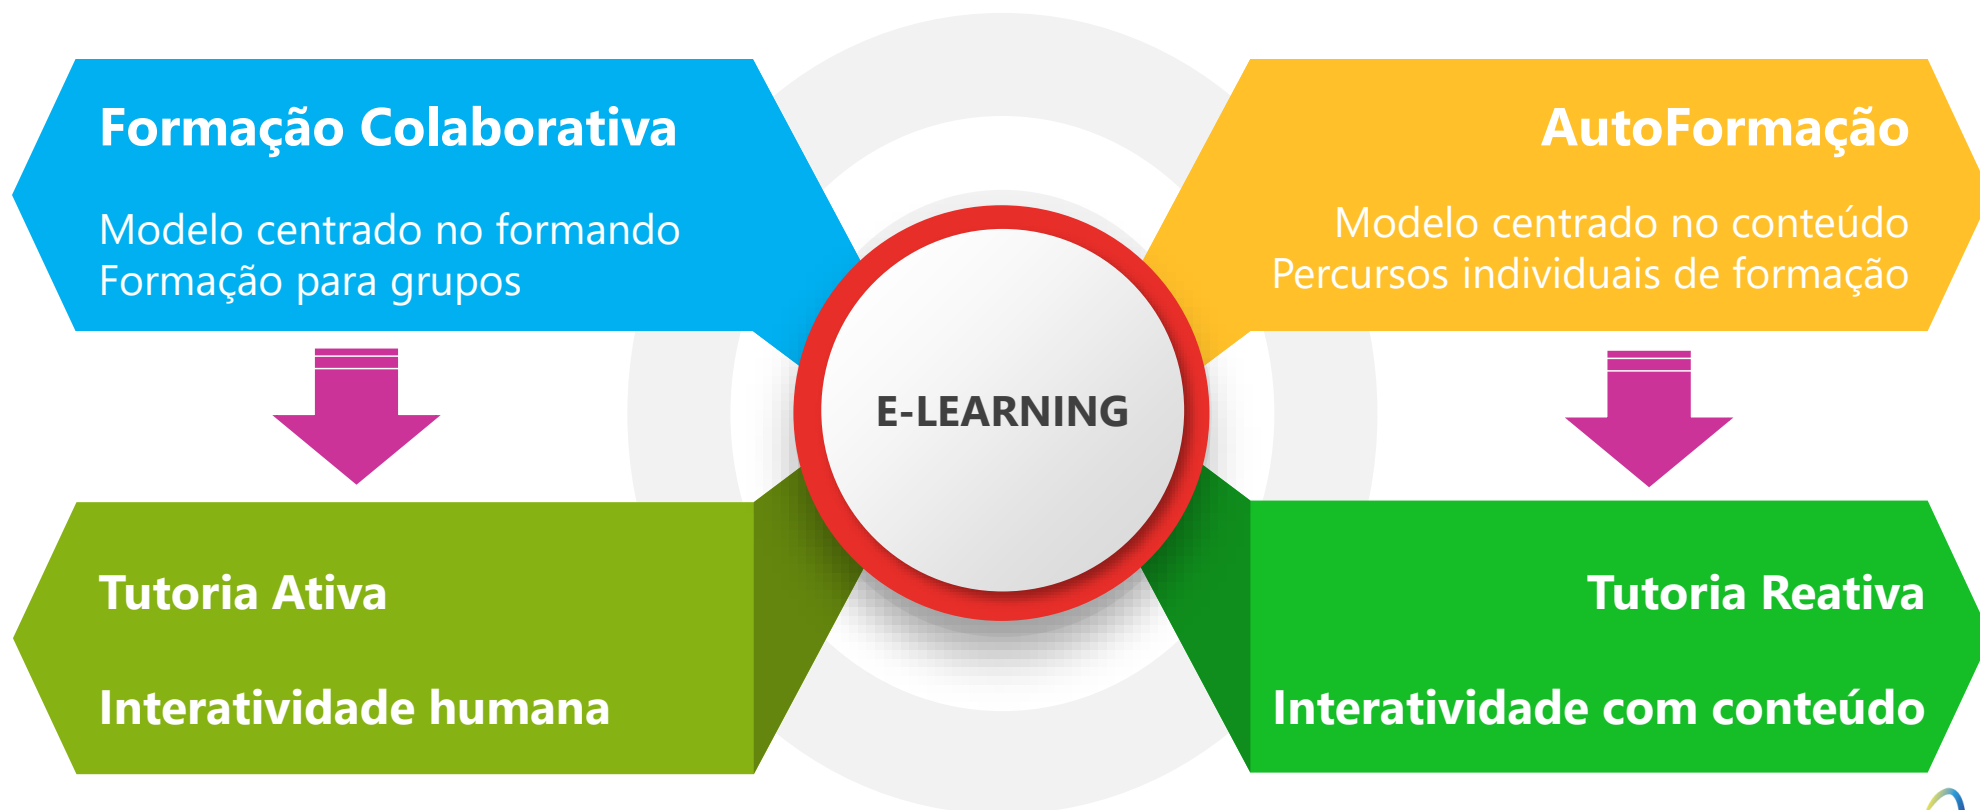 Formação Colaborativa
Modelo centrado no formando
Formação para grupos
AutoFormação
Modelo centrado no conteúdo
Percursos individuais de formação
E-LEARNING
Tutoria Ativa
Interatividade humana
Tutoria Reativa
Interatividade com conteúdo